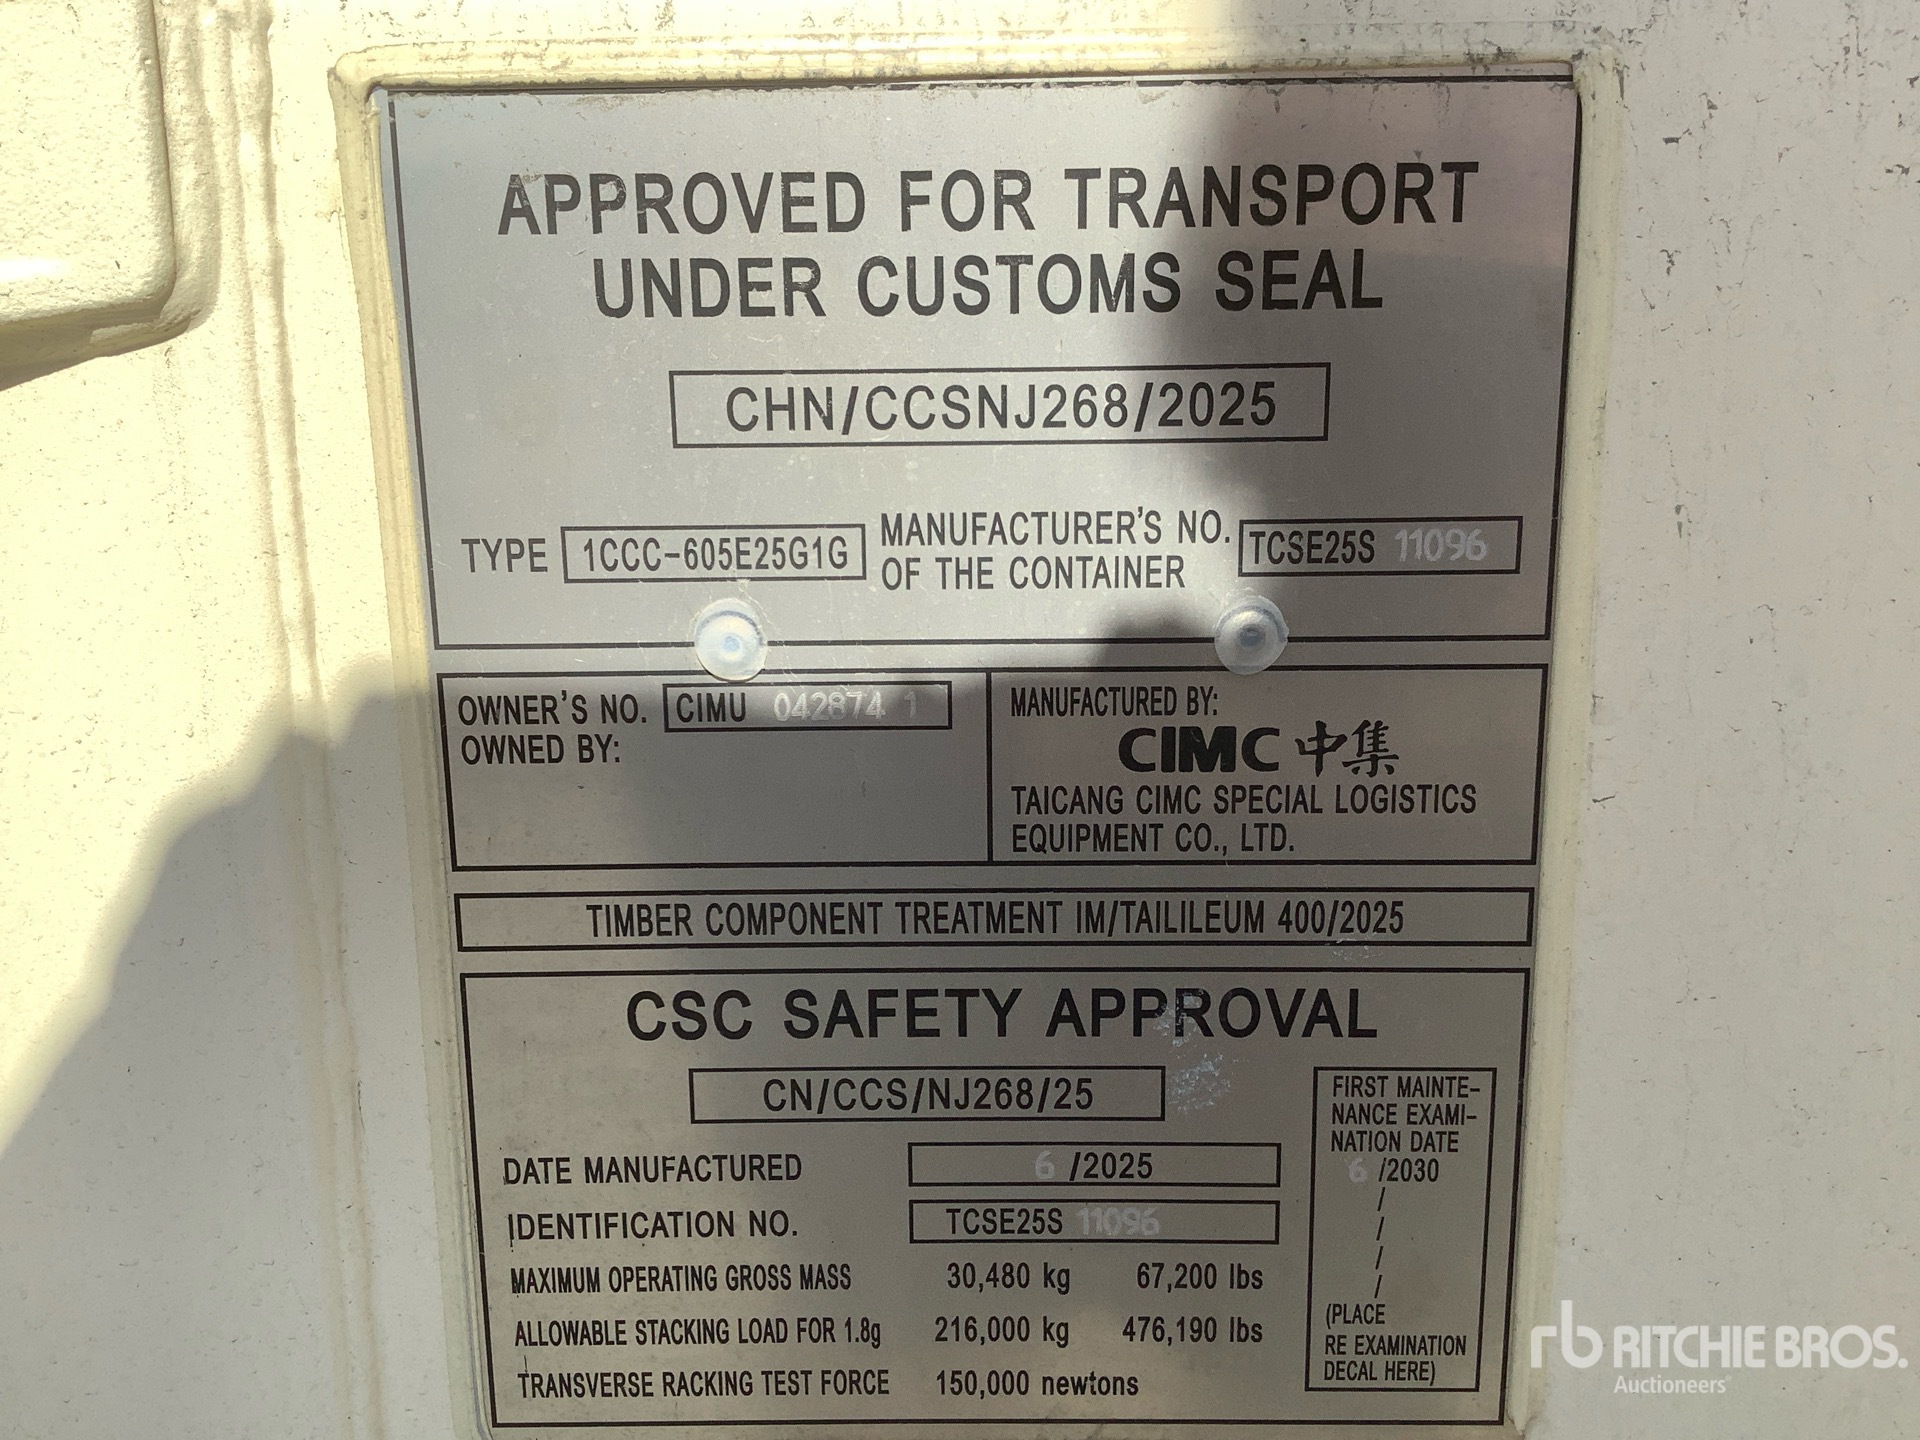 APPROVED FOR TRANSPORT
UNDER CUSTOMS SEAL
CHN/CCSNJ268/2025
TYPE 1CCC-605E25G1G MANUFACTURER'S NO. OF THE CONTAINER TCSE25S 11096
OWNER'S NO. CIMU 042874 1
OWNED BY:
MANUFACTURED BY:
CIMC 中集
TAICANG CIMC SPECIAL LOGISTICS
EQUIPMENT CO., LTD.
TIMBER COMPONENT TREATMENT IM/TAILILEUM 400/2025
CSC SAFETY APPROVAL
CN/CCS/NJ268/25
DATE MANUFACTURED 6 /2025
IDENTIFICATION NO. TCSE25S 11096
MAXIMUM OPERATING GROSS MASS 30,480 kg 67,200 lbs
ALLOWABLE STACKING LOAD FOR 1.8g 216,000 kg 476,190 lbs
TRANSVERSE RACKING TEST FORCE 150,000 newtons
FIRST MAINTE-
NANCE EXAMI-
NATION DATE
6 /2030
/
/
/
/
(PLACE
RE EXAMINATION
DECAL HERE)
rb RITCHIE BROS.
Auctioneers